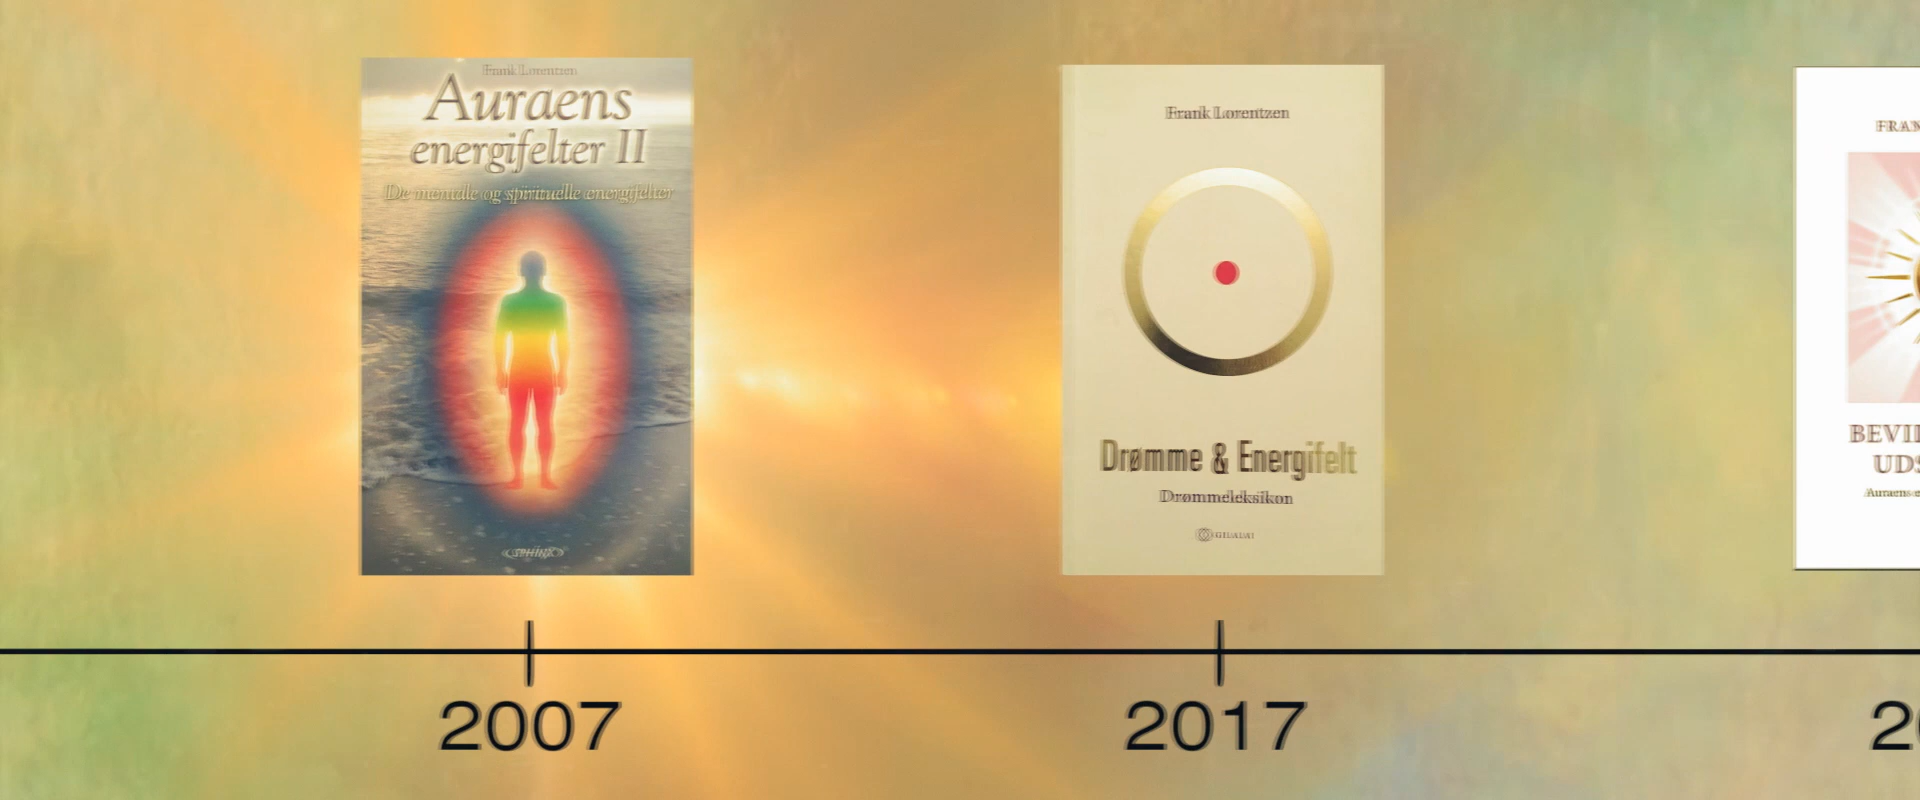 Frank Lorentzen
Auraens
energifelter II
De mentale og spirituelle energifelter
SPHINX
2007
Frank Lorentzen
Drømme & Energifelt
Drømmeleksikon
2017